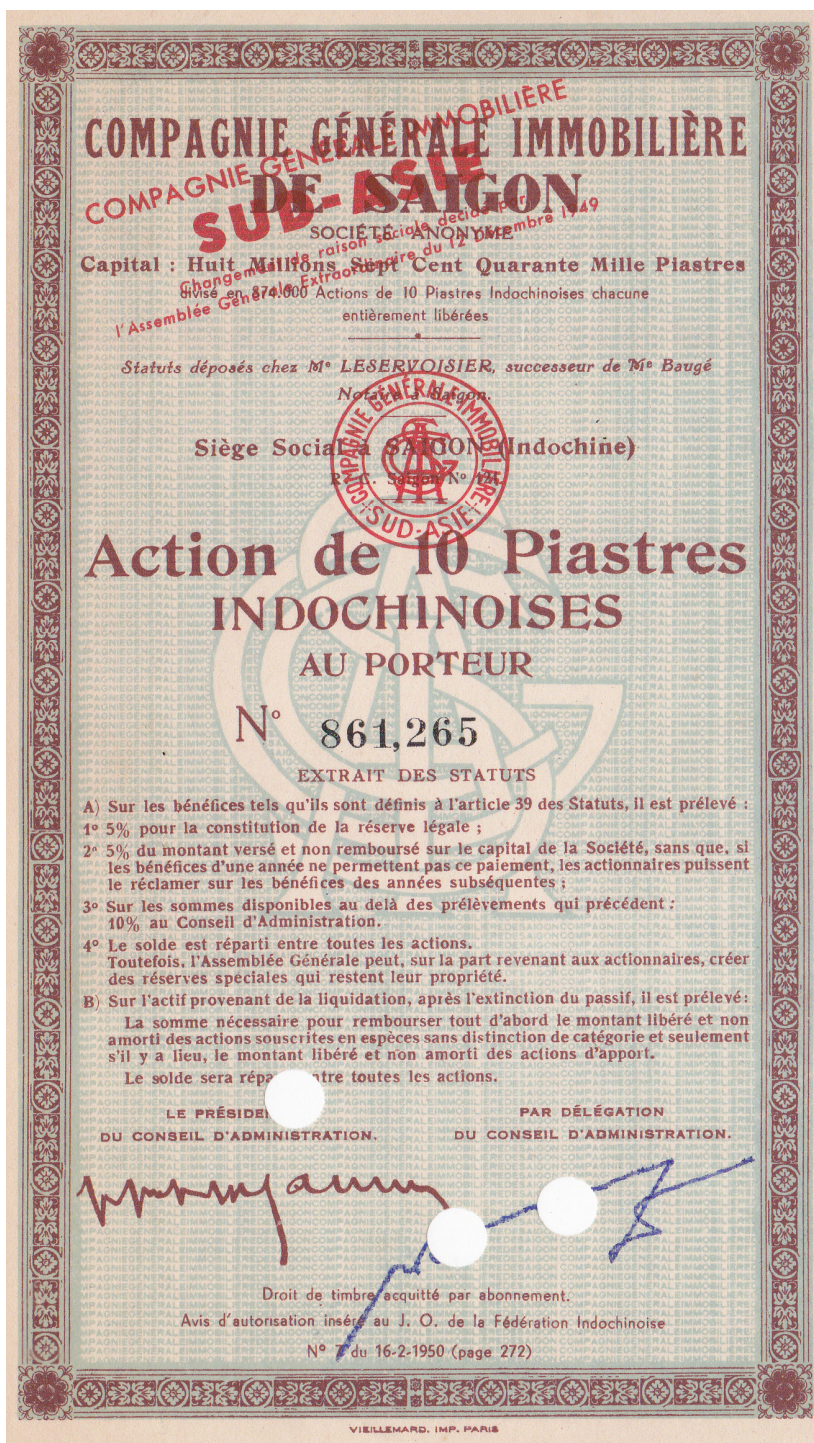 COMPAGNIE GÉNÉRALE IMMOBILIÈRE
DE SAIGON
COMPAGNIE GÉNÉRALE IMMOBILIÈRE
SUD-ASIE
Changement de raison sociale décidé par
l'Assemblée Générale Extraordinaire du 12 Décembre 1949
SOCIÉTÉ ANONYME
Capital : Huit Millions Sept Cent Quarante Mille Piastres
divisé en 874.000 Actions de 10 Piastres Indochinoises chacune
entièrement libérées
Statuts déposés chez Me LESERVOISIER, successeur de Me Baugé
Notaire à Saigon.
Siège Social à SAIGON (Indochine)
R. C. Saigon No
COMPAGNIE GÉNÉRALE IMMOBILIÈRE
SUD-ASIE
Action de 10 Piastres
INDOCHINOISES
AU PORTEUR
No 861,265
EXTRAIT DES STATUTS
A) Sur les bénéfices tels qu'ils sont définis à l'article 39 des Statuts, il est prélevé :
1o 5% pour la constitution de la réserve légale ;
2o 5% du montant versé et non remboursé sur le capital de la Société, sans que, si
les bénéfices d'une année ne permettent pas ce paiement, les actionnaires puissent
le réclamer sur les bénéfices des années subséquentes ;
3o Sur les sommes disponibles au delà des prélèvements qui précédent :
10% au Conseil d'Administration.
4o Le solde est réparti entre toutes les actions.
Toutefois, l'Assemblée Générale peut, sur la part revenant aux actionnaires, créer
des réserves spéciales qui restent leur propriété.
B) Sur l'actif provenant de la liquidation, après l'extinction du passif, il est prélevé :
La somme nécessaire pour rembourser tout d'abord le montant libéré et non
amorti des actions souscrites en espèces sans distinction de catégorie et seulement
s'il y a lieu, le montant libéré et non amorti des actions d'apport.
Le solde sera répa ntre toutes les actions.
LE PRÉSIDE
DU CONSEIL D'ADMINISTRATION.
PAR DÉLÉGATION
DU CONSEIL D'ADMINISTRATION.
Droit de timbre acquitté par abonnement.
Avis d'autorisation inséré au J. O. de la Fédération Indochinoise
No 7 du 16-2-1950 (page 272)
VIEILLEMARD. IMP. PARIS